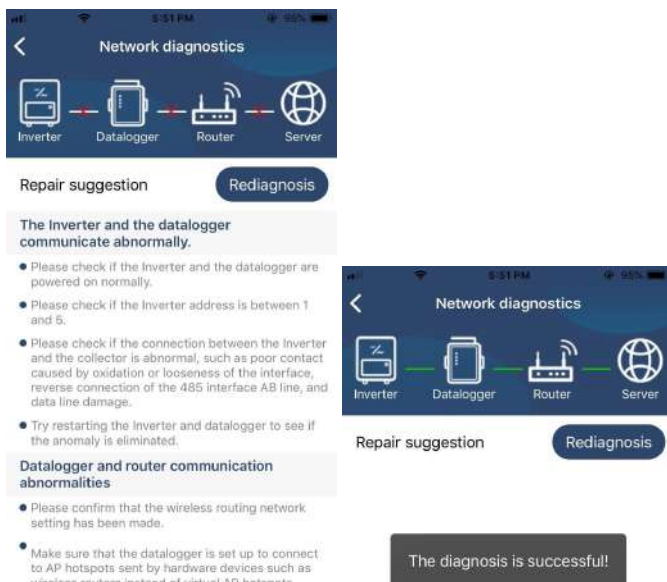 5:51 PM
95%
Network diagnostics
Inverter
Datalogger
Router
Server
Repair suggestion
Rediagnosis
The Inverter and the datalogger
communicate abnormally.
Please check if the Inverter and the datalogger are
powered on normally.
Please check if the Inverter address is between 1
and 5.
Please check if the connection between the Inverter
and the collector is abnormal, such as poor contact
caused by oxidation or looseness of the interface,
reverse connection of the 485 interface AB line, and
data line damage.
Try restarting the Inverter and datalogger to see if
the anomaly is eliminated.
Datalogger and router communication
abnormalities
Please confirm that the wireless routing network
setting has been made.
Make sure that the datalogger is set up to connect
to AP hotspots sent by hardware devices such as
wireless routers instead of virtual AP hotspots
5:51 PM
95%
Network diagnostics
Inverter
Datalogger
Router
Server
Repair suggestion
Rediagnosis
The diagnosis is successful!